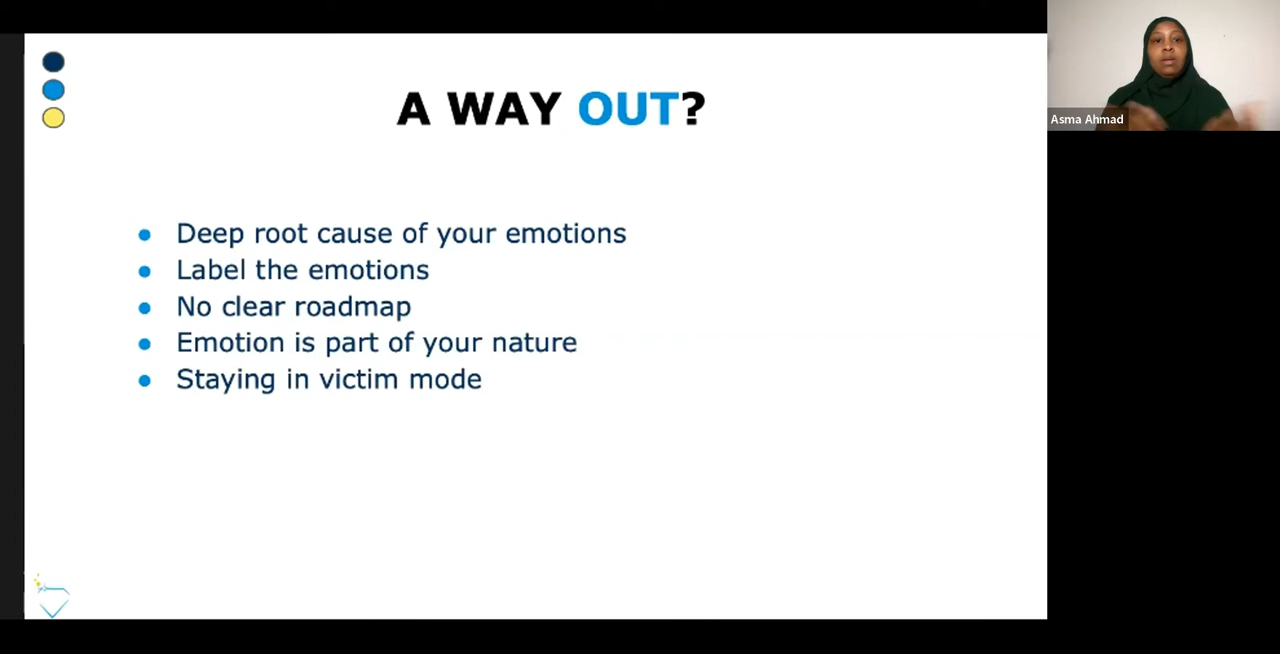 A WAY OUT?
Deep root cause of your emotions
Label the emotions
No clear roadmap
Emotion is part of your nature
Staying in victim mode
Asma Ahmad